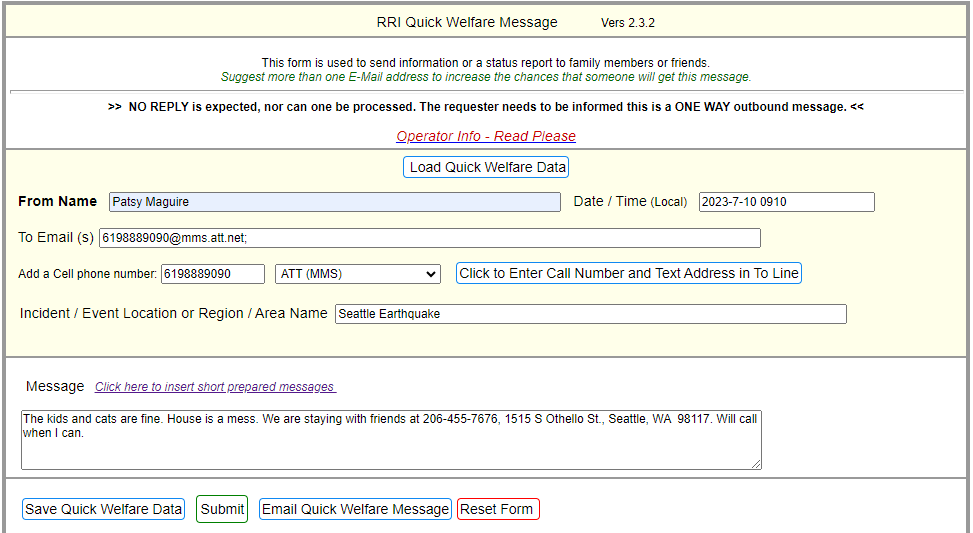 RRI Quick Welfare Message Vers 2.3.2
This form is used to send information or a status report to family members or friends.
Suggest more than one E-Mail address to increase the chances that someone will get this message.
>> NO REPLY is expected, nor can one be processed. The requester needs to be informed this is a ONE WAY outbound message. <<
Operator Info - Read Please
Load Quick Welfare Data
From Name Patsy Maguire Date / Time (Local) 2023-7-10 0910
To Email (s) 6198889090@mms.att.net;
Add a Cell phone number: 6198889090 ATT (MMS) Click to Enter Call Number and Text Address in To Line
Incident / Event Location or Region / Area Name Seattle Earthquake
Message Click here to insert short prepared messages
The kids and cats are fine. House is a mess. We are staying with friends at 206-455-7676, 1515 S Othello St., Seattle, WA 98117. Will call
when I can.
Save Quick Welfare Data Submit Email Quick Welfare Message Reset Form